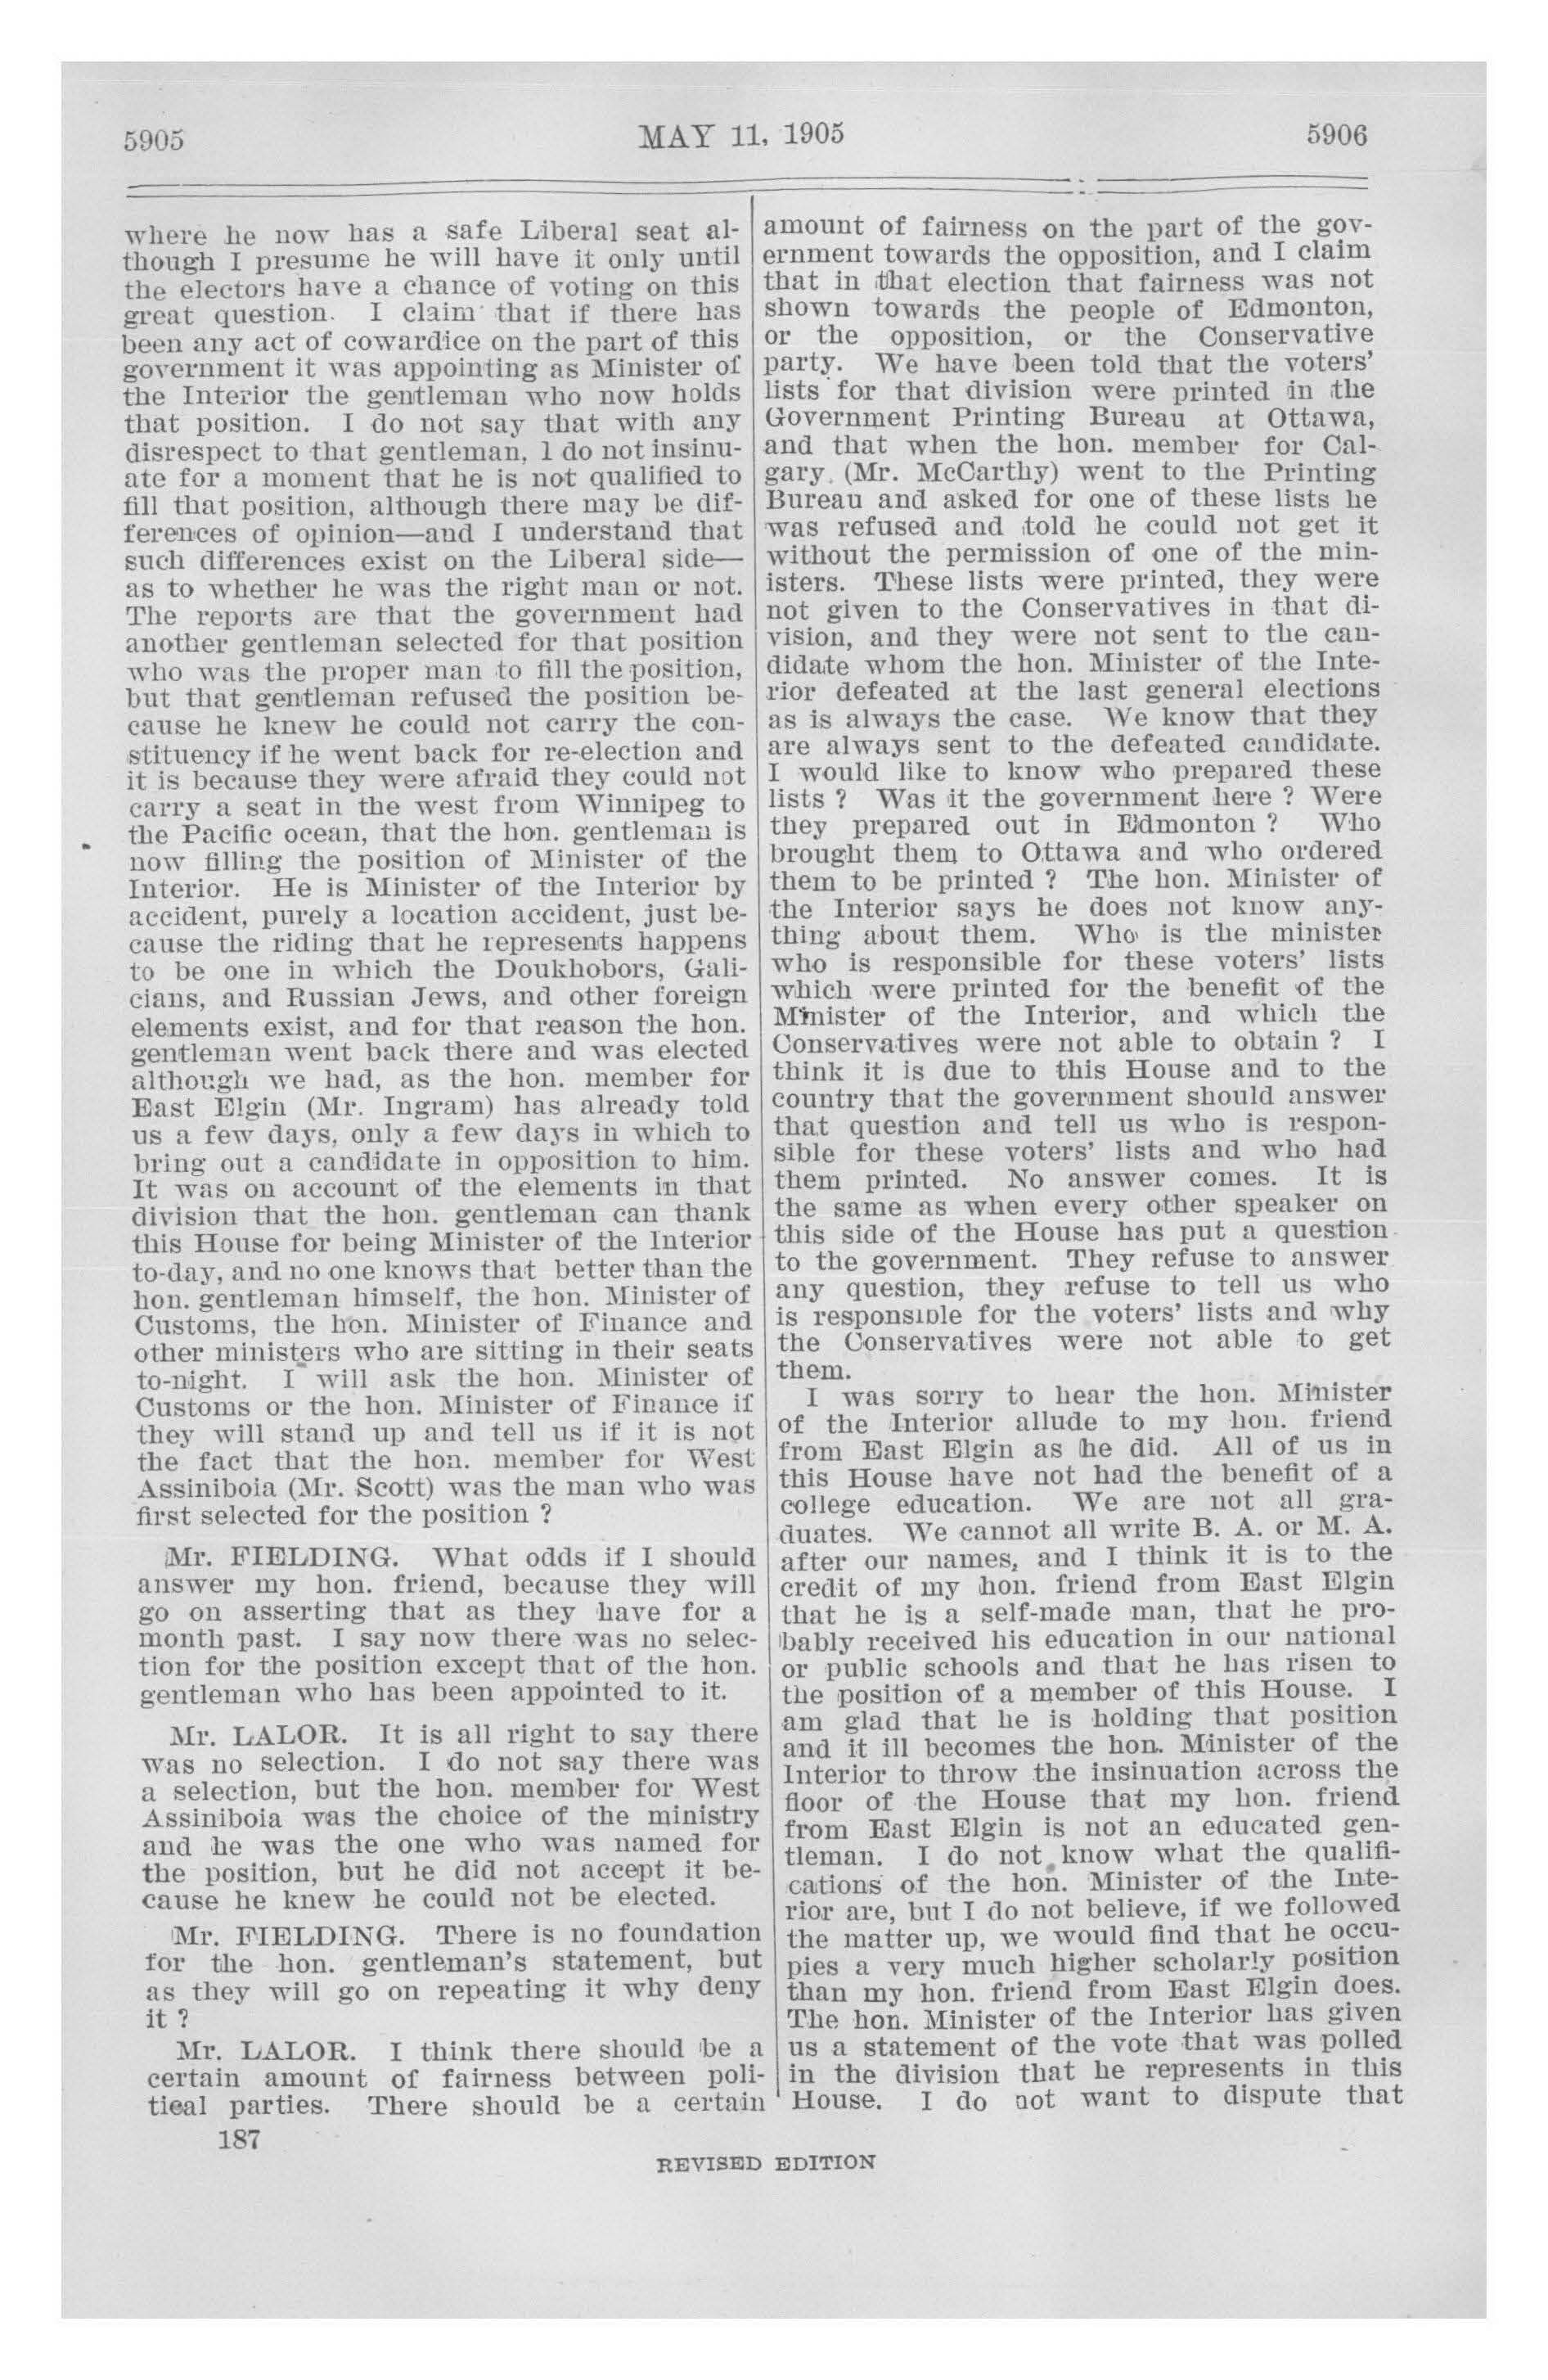 5905
MAY 11, 1905
5906
where he now has a safe Liberal seat al-
though I presume he will have it only until
the electors have a chance of voting on this
great question. I claim that if there has
been any act of cowardice on the part of this
government it was appointing as Minister of
the Interior the gentleman who now holds
that position. I do not say that with any
disrespect to that gentleman, I do not insinu-
ate for a moment that he is not qualified to
fill that position, although there may be dif-
ferences of opinion—and I understand that
such differences exist on the Liberal side—
as to whether he was the right man or not.
The reports are that the government had
another gentleman selected for that position
who was the proper man to fill the position,
but that gentleman refused the position be-
cause he knew he could not carry the con-
stituency if he went back for re-election and
it is because they were afraid they could not
carry a seat in the west from Winnipeg to
the Pacific ocean, that the hon. gentleman is
now filling the position of Minister of the
Interior. He is Minister of the Interior by
accident, purely a location accident, just be-
cause the riding that he represents happens
to be one in which the Doukhobors, Gali-
cians, and Russian Jews, and other foreign
elements exist, and for that reason the hon.
gentleman went back there and was elected
although we had, as the hon. member for
East Elgin (Mr. Ingram) has already told
us a few days, only a few days in which to
bring out a candidate in opposition to him.
It was on account of the elements in that
division that the hon. gentleman can thank
this House for being Minister of the Interior
to-day, and no one knows that better than the
hon. gentleman himself, the hon. Minister of
Customs, the hon. Minister of Finance and
other ministers who are sitting in their seats
to-night. I will ask the hon. Minister of
Customs or the hon. Minister of Finance if
they will stand up and tell us if it is not
the fact that the hon. member for West
Assiniboia (Mr. Scott) was the man who was
first selected for the position ?
Mr. FIELDING. What odds if I should
answer my hon. friend, because they will
go on asserting that as they have for a
month past. I say now there was no selec-
tion for the position except that of the hon.
gentleman who has been appointed to it.
Mr. LALOR. It is all right to say there
was no selection. I do not say there was
a selection, but the hon. member for West
Assiniboia was the choice of the ministry
and he was the one who was named for
the position, but he did not accept it be-
cause he knew he could not be elected.
Mr. FIELDING. There is no foundation
for the hon. gentleman's statement, but
as they will go on repeating it why deny
it ?
Mr. LALOR. I think there should be a
certain amount of fairness between poli-
tical parties. There should be a certain
187
amount of fairness on the part of the gov-
ernment towards the opposition, and I claim
that in that election that fairness was not
shown towards the people of Edmonton,
or the opposition, or the Conservative
party. We have been told that the voters'
lists for that division were printed in the
Government Printing Bureau at Ottawa,
and that when the hon. member for Cal-
gary (Mr. McCarthy) went to the Printing
Bureau and asked for one of these lists he
was refused and told he could not get it
without the permission of one of the min-
isters. These lists were printed, they were
not given to the Conservatives in that di-
vision, and they were not sent to the can-
didate whom the hon. Minister of the Inte-
rior defeated at the last general elections
as is always the case. We know that they
are always sent to the defeated candidate.
I would like to know who prepared these
lists ? Was it the government here ? Were
they prepared out in Edmonton ? Who
brought them to Ottawa and who ordered
them to be printed ? The hon. Minister of
the Interior says he does not know any-
thing about them. Who is the minister
who is responsible for these voters' lists
which were printed for the benefit of the
Minister of the Interior, and which the
Conservatives were not able to obtain ? I
think it is due to this House and to the
country that the government should answer
that question and tell us who is respon-
sible for these voters' lists and who had
them printed. No answer comes. It is
the same as when every other speaker on
this side of the House has put a question
to the government. They refuse to answer
any question, they refuse to tell us who
is responsible for the voters' lists and why
the Conservatives were not able to get
them.
I was sorry to hear the hon. Minister
of the Interior allude to my hon. friend
from East Elgin as he did. All of us in
this House have not had the benefit of a
college education. We are not all gra-
duates. We cannot all write B. A. or M. A.
after our names, and I think it is to the
credit of my hon. friend from East Elgin
that he is a self-made man, that he pro-
bably received his education in our national
or public schools and that he has risen to
the position of a member of this House. I
am glad that he is holding that position
and it ill becomes the hon. Minister of the
Interior to throw the insinuation across the
floor of the House that my hon. friend
from East Elgin is not an educated gen-
tleman. I do not know what the qualifi-
cations of the hon. Minister of the Inte-
rior are, but I do not believe, if we followed
the matter up, we would find that he occu-
pies a very much higher scholarly position
than my hon. friend from East Elgin does.
The hon. Minister of the Interior has given
us a statement of the vote that was polled
in the division that he represents in this
House. I do not want to dispute that
REVISED EDITION